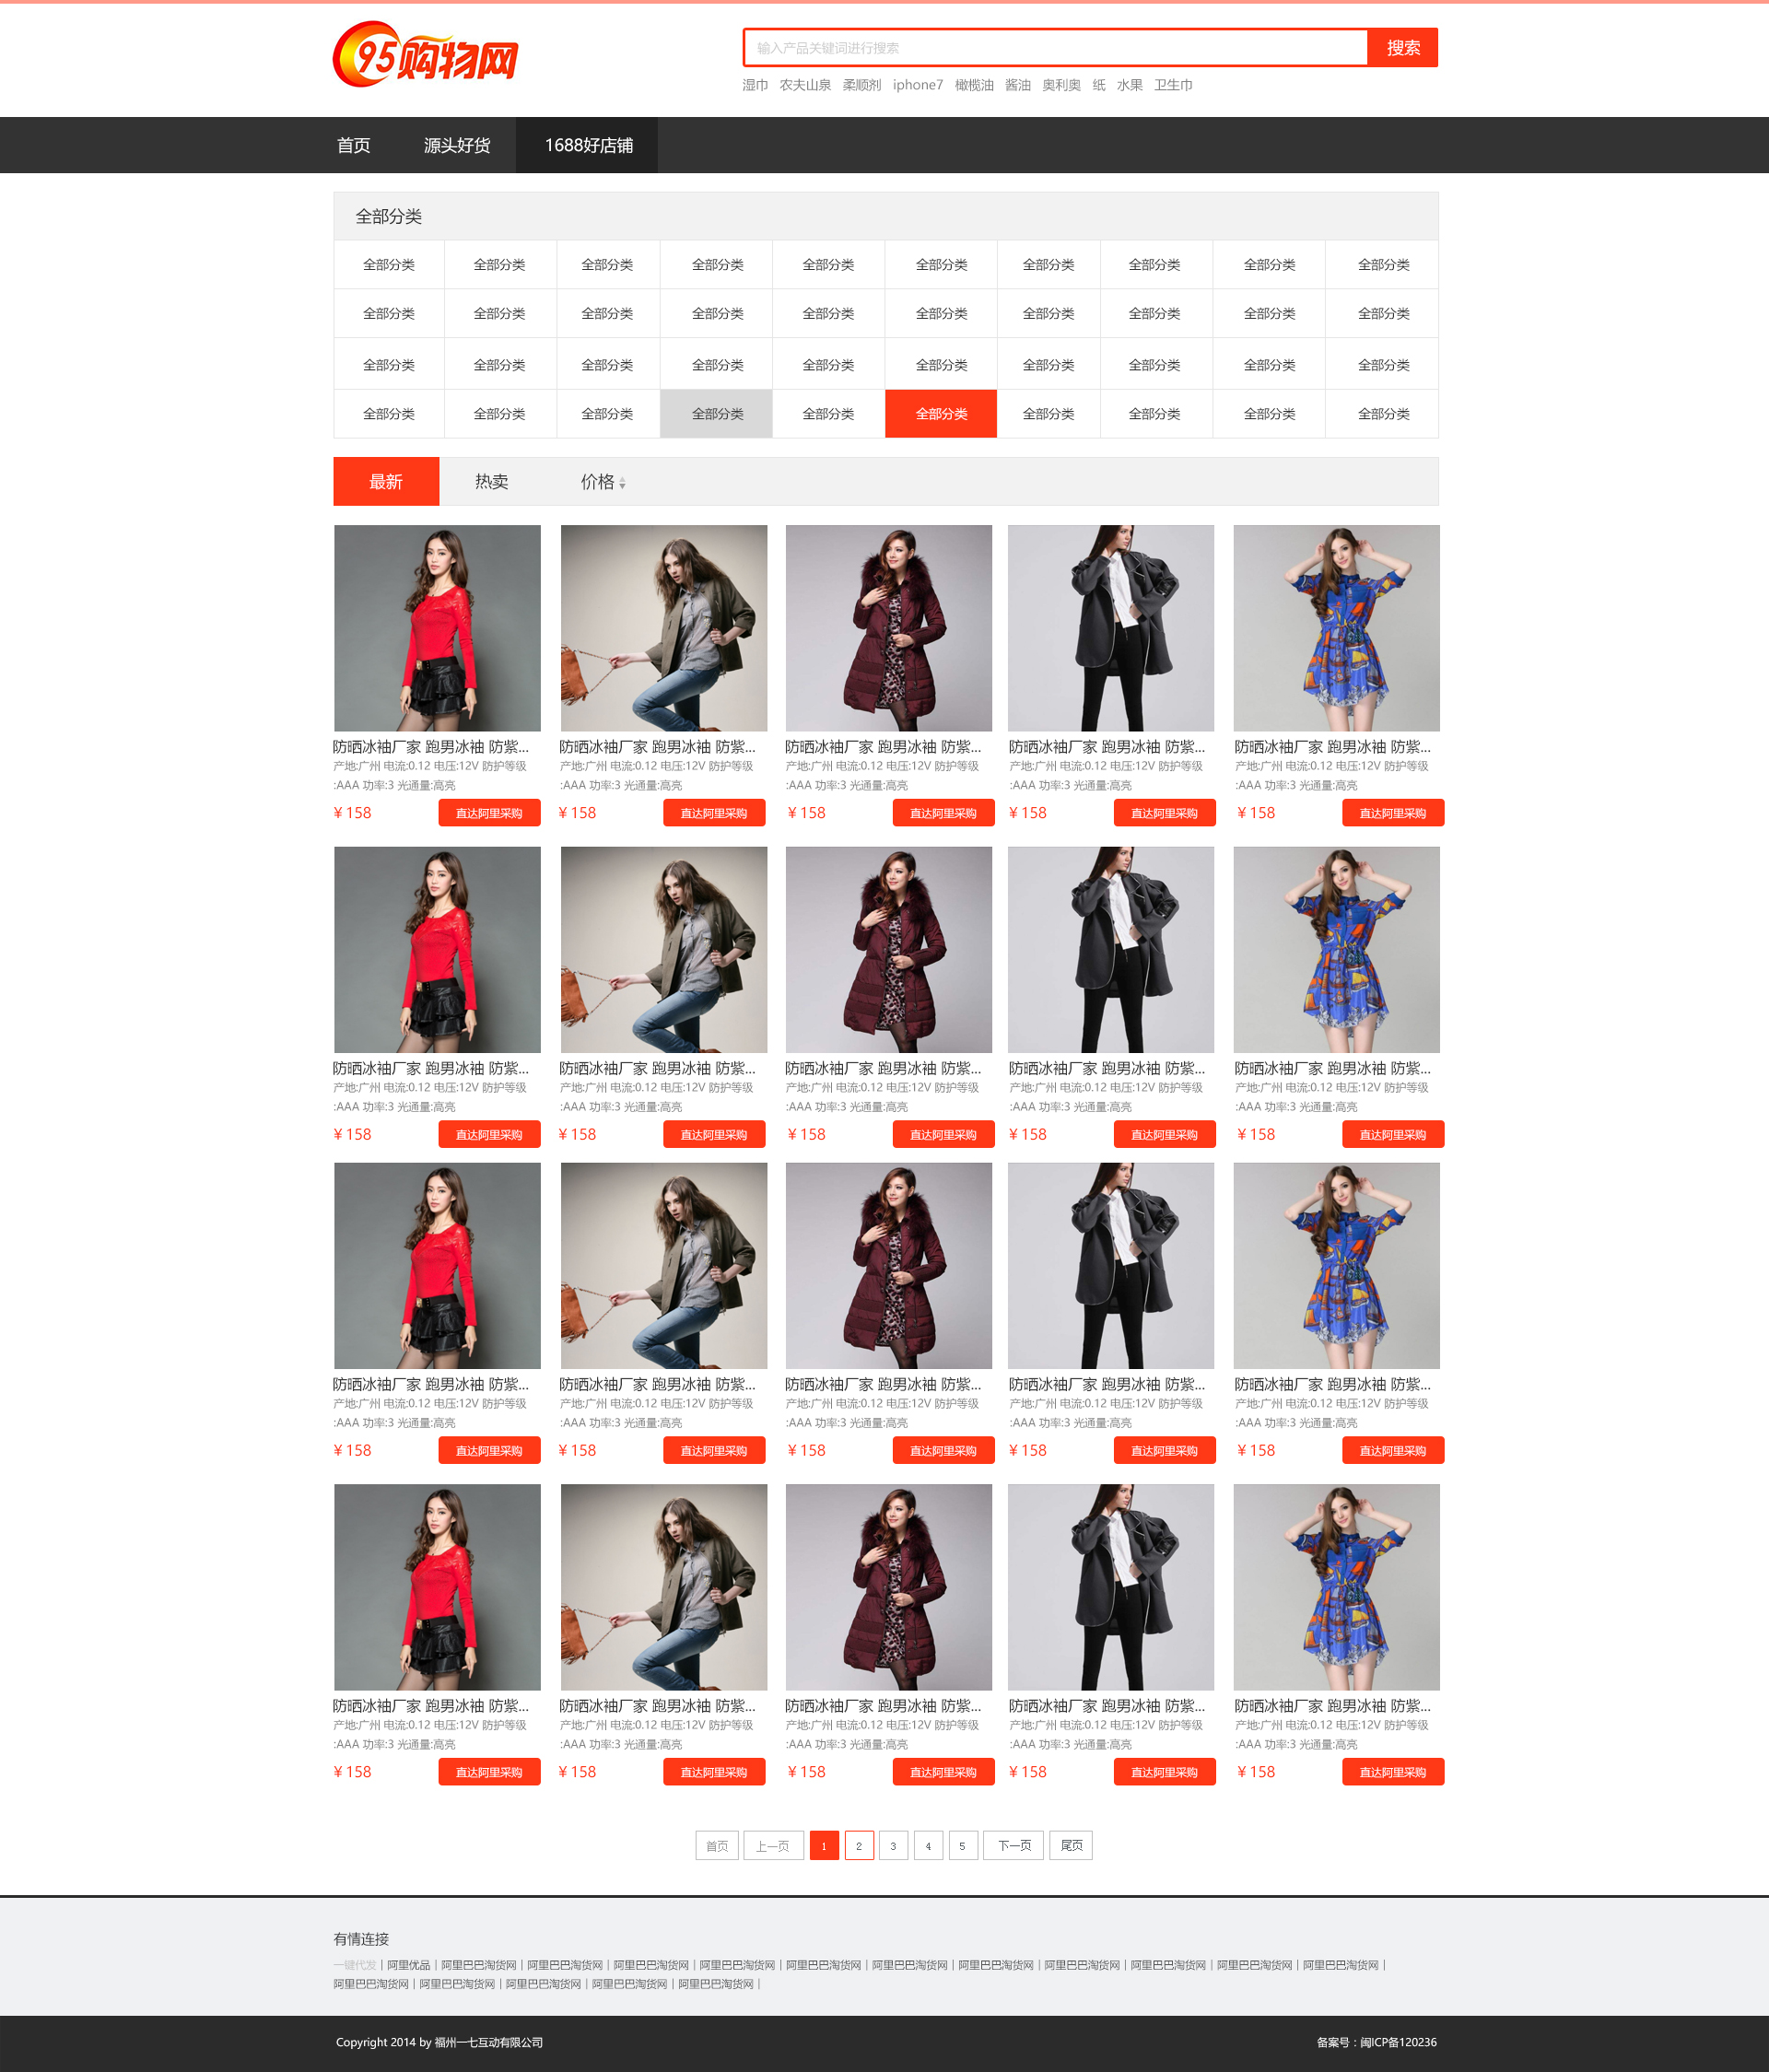 95购物网
输入产品关键词进行搜索 搜索
湿巾 农夫山泉 柔顺剂 iphone7 橄榄油 酱油 奥利奥 纸 水果 卫生巾
首页 源头好货 1688好店铺
全部分类
全部分类 全部分类 全部分类 全部分类 全部分类 全部分类 全部分类 全部分类 全部分类 全部分类
全部分类 全部分类 全部分类 全部分类 全部分类 全部分类 全部分类 全部分类 全部分类 全部分类
全部分类 全部分类 全部分类 全部分类 全部分类 全部分类 全部分类 全部分类 全部分类 全部分类
全部分类 全部分类 全部分类 全部分类 全部分类 全部分类 全部分类 全部分类 全部分类 全部分类
最新 热卖 价格
防晒冰袖厂家 跑男冰袖 防紫... 防晒冰袖厂家 跑男冰袖 防紫... 防晒冰袖厂家 跑男冰袖 防紫... 防晒冰袖厂家 跑男冰袖 防紫... 防晒冰袖厂家 跑男冰袖 防紫...
产地:广州 电流:0.12 电压:12V 防护等级 产地:广州 电流:0.12 电压:12V 防护等级 产地:广州 电流:0.12 电压:12V 防护等级 产地:广州 电流:0.12 电压:12V 防护等级 产地:广州 电流:0.12 电压:12V 防护等级
:AAA 功率:3 光通量:高亮 :AAA 功率:3 光通量:高亮 :AAA 功率:3 光通量:高亮 :AAA 功率:3 光通量:高亮 :AAA 功率:3 光通量:高亮
¥ 158 直达阿里采购 ¥ 158 直达阿里采购 ¥ 158 直达阿里采购 ¥ 158 直达阿里采购 ¥ 158 直达阿里采购
防晒冰袖厂家 跑男冰袖 防紫... 防晒冰袖厂家 跑男冰袖 防紫... 防晒冰袖厂家 跑男冰袖 防紫... 防晒冰袖厂家 跑男冰袖 防紫... 防晒冰袖厂家 跑男冰袖 防紫...
产地:广州 电流:0.12 电压:12V 防护等级 产地:广州 电流:0.12 电压:12V 防护等级 产地:广州 电流:0.12 电压:12V 防护等级 产地:广州 电流:0.12 电压:12V 防护等级 产地:广州 电流:0.12 电压:12V 防护等级
:AAA 功率:3 光通量:高亮 :AAA 功率:3 光通量:高亮 :AAA 功率:3 光通量:高亮 :AAA 功率:3 光通量:高亮 :AAA 功率:3 光通量:高亮
¥ 158 直达阿里采购 ¥ 158 直达阿里采购 ¥ 158 直达阿里采购 ¥ 158 直达阿里采购 ¥ 158 直达阿里采购
防晒冰袖厂家 跑男冰袖 防紫... 防晒冰袖厂家 跑男冰袖 防紫... 防晒冰袖厂家 跑男冰袖 防紫... 防晒冰袖厂家 跑男冰袖 防紫... 防晒冰袖厂家 跑男冰袖 防紫...
产地:广州 电流:0.12 电压:12V 防护等级 产地:广州 电流:0.12 电压:12V 防护等级 产地:广州 电流:0.12 电压:12V 防护等级 产地:广州 电流:0.12 电压:12V 防护等级 产地:广州 电流:0.12 电压:12V 防护等级
:AAA 功率:3 光通量:高亮 :AAA 功率:3 光通量:高亮 :AAA 功率:3 光通量:高亮 :AAA 功率:3 光通量:高亮 :AAA 功率:3 光通量:高亮
¥ 158 直达阿里采购 ¥ 158 直达阿里采购 ¥ 158 直达阿里采购 ¥ 158 直达阿里采购 ¥ 158 直达阿里采购
防晒冰袖厂家 跑男冰袖 防紫... 防晒冰袖厂家 跑男冰袖 防紫... 防晒冰袖厂家 跑男冰袖 防紫... 防晒冰袖厂家 跑男冰袖 防紫... 防晒冰袖厂家 跑男冰袖 防紫...
产地:广州 电流:0.12 电压:12V 防护等级 产地:广州 电流:0.12 电压:12V 防护等级 产地:广州 电流:0.12 电压:12V 防护等级 产地:广州 电流:0.12 电压:12V 防护等级 产地:广州 电流:0.12 电压:12V 防护等级
:AAA 功率:3 光通量:高亮 :AAA 功率:3 光通量:高亮 :AAA 功率:3 光通量:高亮 :AAA 功率:3 光通量:高亮 :AAA 功率:3 光通量:高亮
¥ 158 直达阿里采购 ¥ 158 直达阿里采购 ¥ 158 直达阿里采购 ¥ 158 直达阿里采购 ¥ 158 直达阿里采购
首页 上一页 1 2 3 4 5 下一页 尾页
有情连接
一键代发 | 阿里优品 | 阿里巴巴淘货网 | 阿里巴巴淘货网 | 阿里巴巴淘货网 | 阿里巴巴淘货网 | 阿里巴巴淘货网 | 阿里巴巴淘货网 | 阿里巴巴淘货网 | 阿里巴巴淘货网 | 阿里巴巴淘货网 | 阿里巴巴淘货网 | 阿里巴巴淘货网 |
阿里巴巴淘货网 | 阿里巴巴淘货网 | 阿里巴巴淘货网 | 阿里巴巴淘货网 | 阿里巴巴淘货网 |
Copyright 2014 by 福州一七互动有限公司 备案号：闽ICP备120236